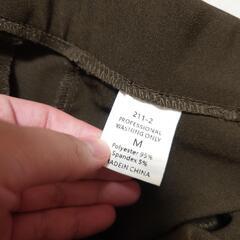 211-2
PROFESSIONAL
WASHING ONLY
M
Polyester 95%
Spandex 5%
MADE IN CHINA